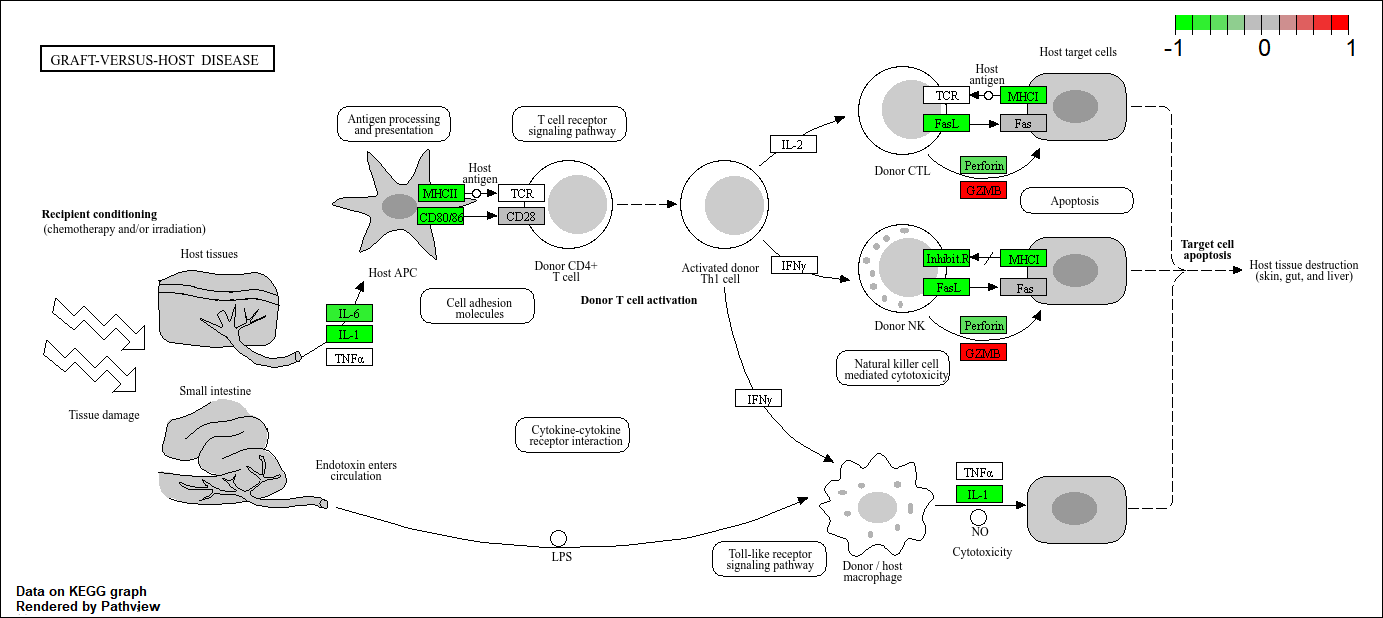 GRAFT-VERSUS-HOST DISEASE
-1
0
1
Host target cells
Host
antigen
TCR
MHCI
FasL
Fas
Donor CTL
Perforin
GZMB
Antigen processing
and presentation
T cell receptor
signaling pathway
IL-2
Host
antigen
MHCII
TCR
CD80/86
CD28
Apoptosis
Recipient conditioning
(chemotherapy and/or irradiation)
Host tissues
Host APC
Donor CD4+
T cell
Activated donor
Th1 cell
IFNγ
Inhibit.R
MHCI
FasL
Fas
Target cell
apoptosis
Host tissue destruction
(skin, gut, and liver)
Cell adhesion
molecules
Donor T cell activation
IL-6
IL-1
TNFα
Donor NK
Perforin
GZMB
Natural killer cell
mediated cytotoxicity
Tissue damage
Small intestine
IFNγ
Cytokine-cytokine
receptor interaction
Endotoxin enters
circulation
TNFα
IL-1
NO
Cytotoxicity
LPS
Toll-like receptor
signaling pathway
Donor / host
macrophage
Data on KEGG graph
Rendered by Pathview